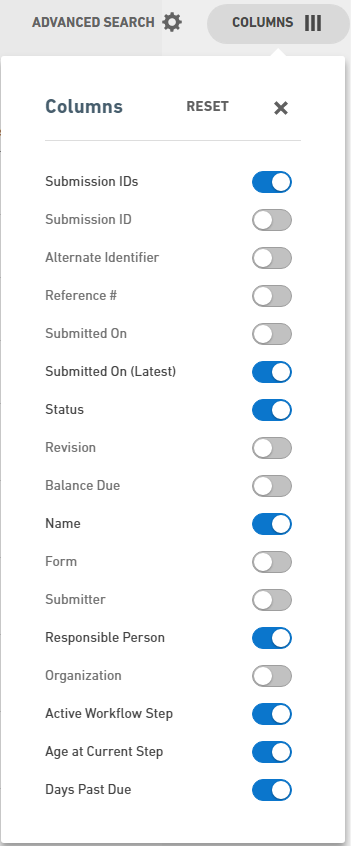 ADVANCED SEARCH COLUMNS
Columns RESET
Submission IDs
Submission ID
Alternate Identifier
Reference #
Submitted On
Submitted On (Latest)
Status
Revision
Balance Due
Name
Form
Submitter
Responsible Person
Organization
Active Workflow Step
Age at Current Step
Days Past Due